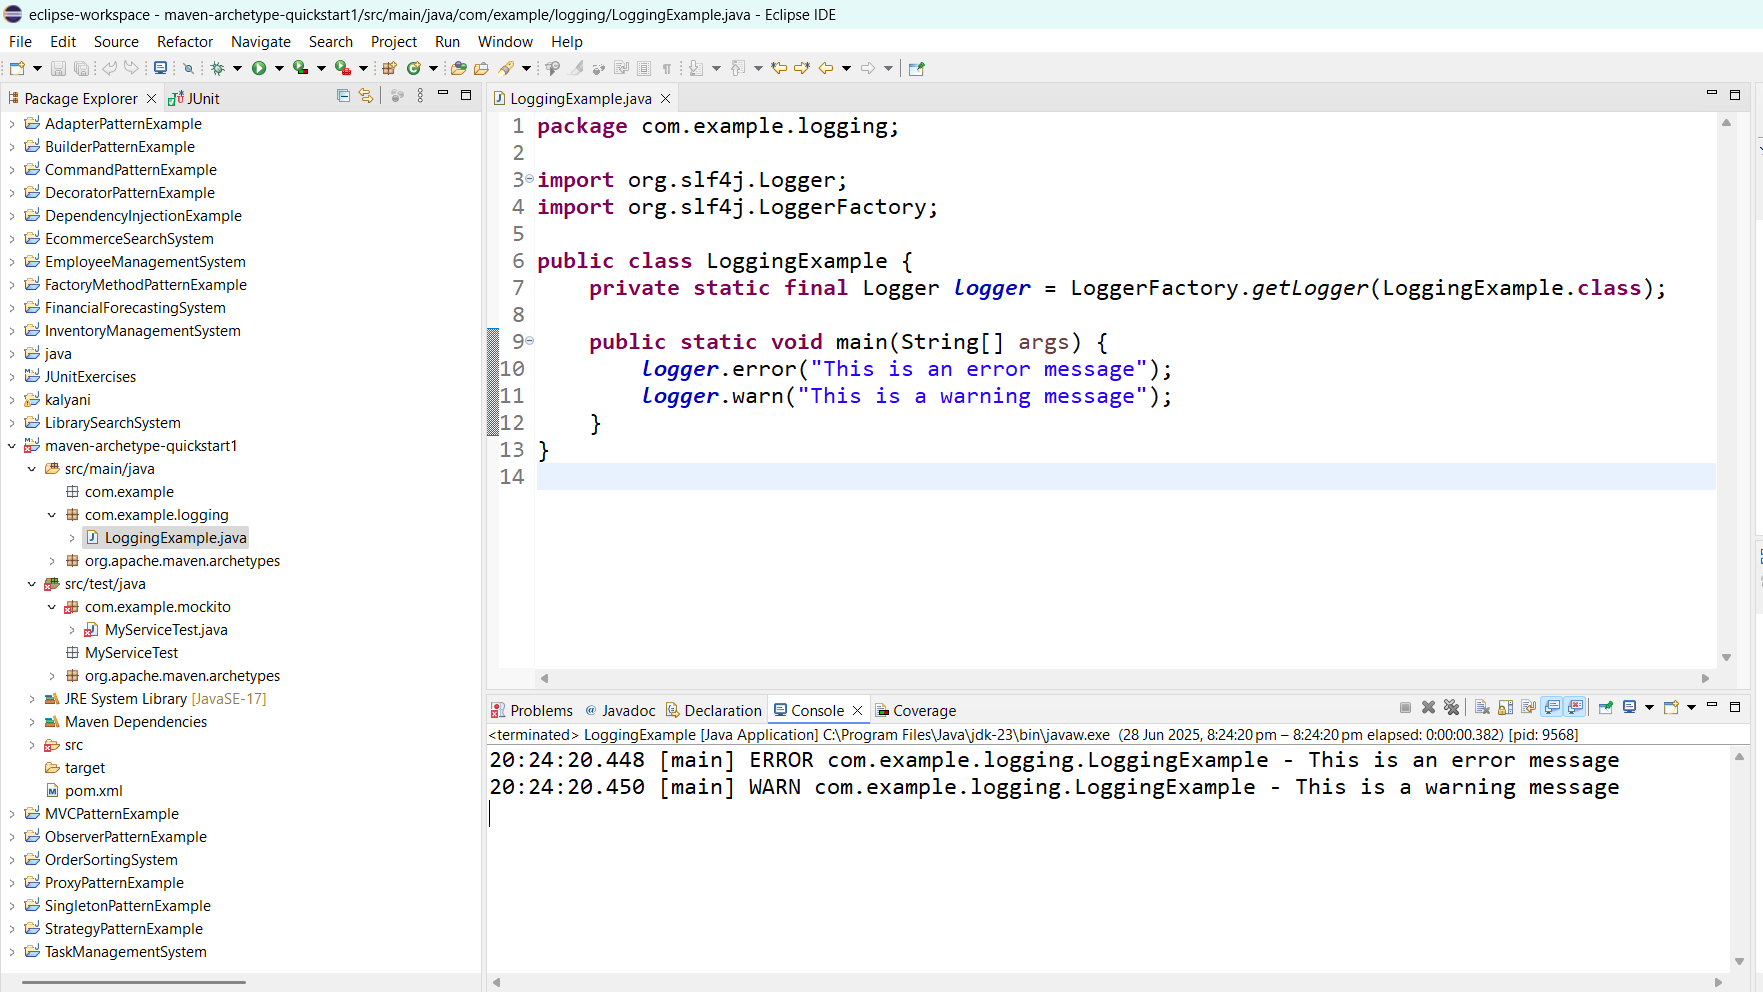 eclipse-workspace - maven-archetype-quickstart1/src/main/java/com/example/logging/LoggingExample.java - Eclipse IDE
File Edit Source Refactor Navigate Search Project Run Window Help
Package Explorer JUnit
AdapterPatternExample
BuilderPatternExample
CommandPatternExample
DecoratorPatternExample
DependencyInjectionExample
EcommerceSearchSystem
EmployeeManagementSystem
FactoryMethodPatternExample
FinancialForecastingSystem
InventoryManagementSystem
java
JUnitExercises
kalyani
LibrarySearchSystem
maven-archetype-quickstart1
src/main/java
com.example
com.example.logging
LoggingExample.java
org.apache.maven.archetypes
src/test/java
com.example.mockito
MyServiceTest.java
MyServiceTest
org.apache.maven.archetypes
JRE System Library [JavaSE-17]
Maven Dependencies
src
target
pom.xml
MVCPatternExample
ObserverPatternExample
OrderSortingSystem
ProxyPatternExample
SingletonPatternExample
StrategyPatternExample
TaskManagementSystem
LoggingExample.java
1 package com.example.logging;
2
3 import org.slf4j.Logger;
4 import org.slf4j.LoggerFactory;
5
6 public class LoggingExample {
7     private static final Logger logger = LoggerFactory.getLogger(LoggingExample.class);
8
9     public static void main(String[] args) {
10         logger.error("This is an error message");
11         logger.warn("This is a warning message");
12     }
13 }
14
Problems Javadoc Declaration Console Coverage
<terminated> LoggingExample [Java Application] C:\Program Files\Java\jdk-23\bin\javaw.exe (28 Jun 2025, 8:24:20 pm – 8:24:20 pm elapsed: 0:00:00.382) [pid: 9568]
20:24:20.448 [main] ERROR com.example.logging.LoggingExample - This is an error message
20:24:20.450 [main] WARN com.example.logging.LoggingExample - This is a warning message